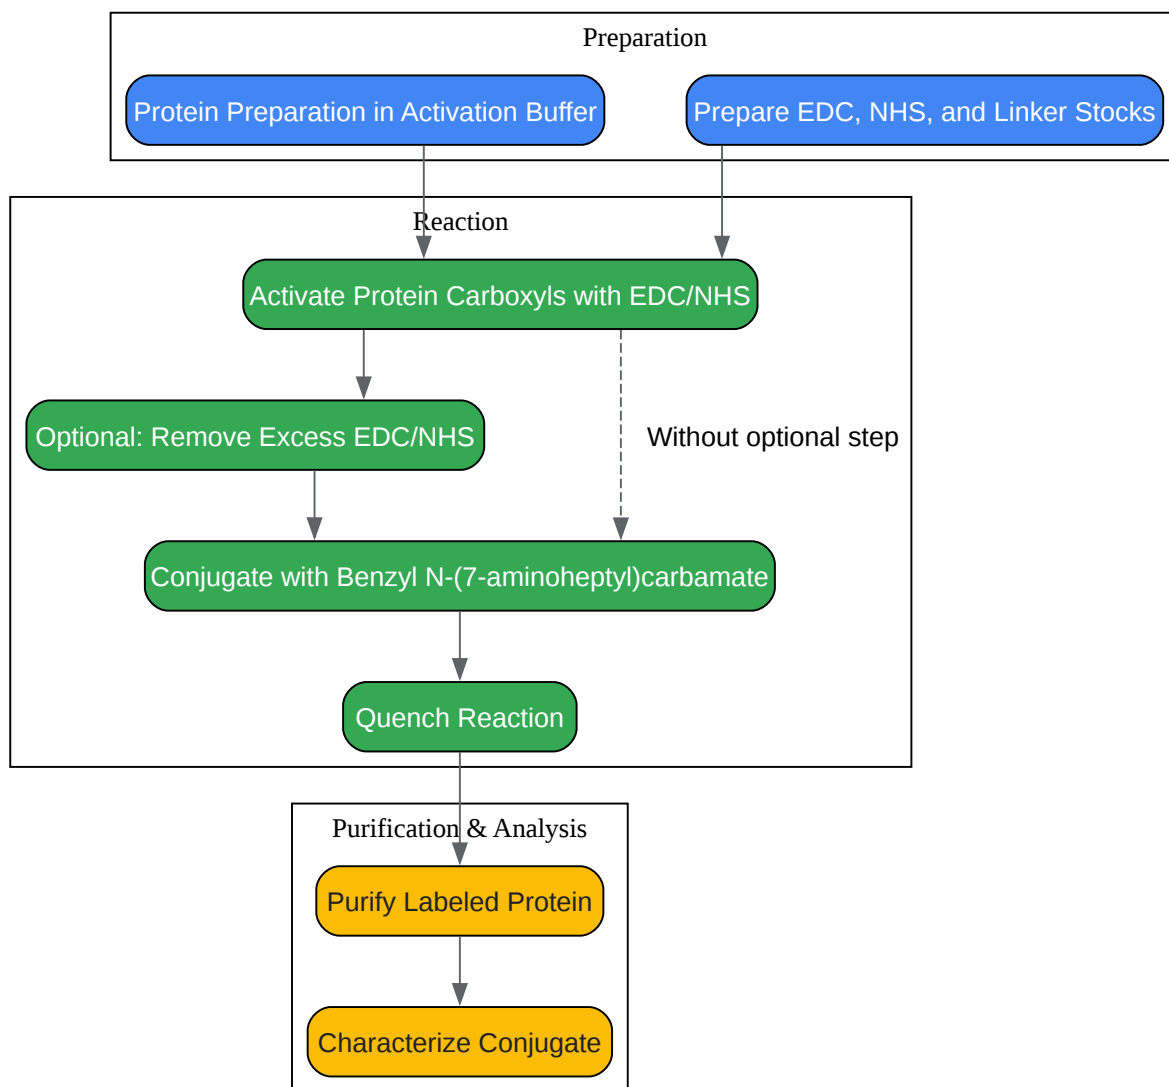 Preparation
Protein Preparation in Activation Buffer
Prepare EDC, NHS, and Linker Stocks
Reaction
Activate Protein Carboxyls with EDC/NHS
Optional: Remove Excess EDC/NHS
Without optional step
Conjugate with Benzyl N-(7-aminoheptyl)carbamate
Quench Reaction
Purification & Analysis
Purify Labeled Protein
Characterize Conjugate